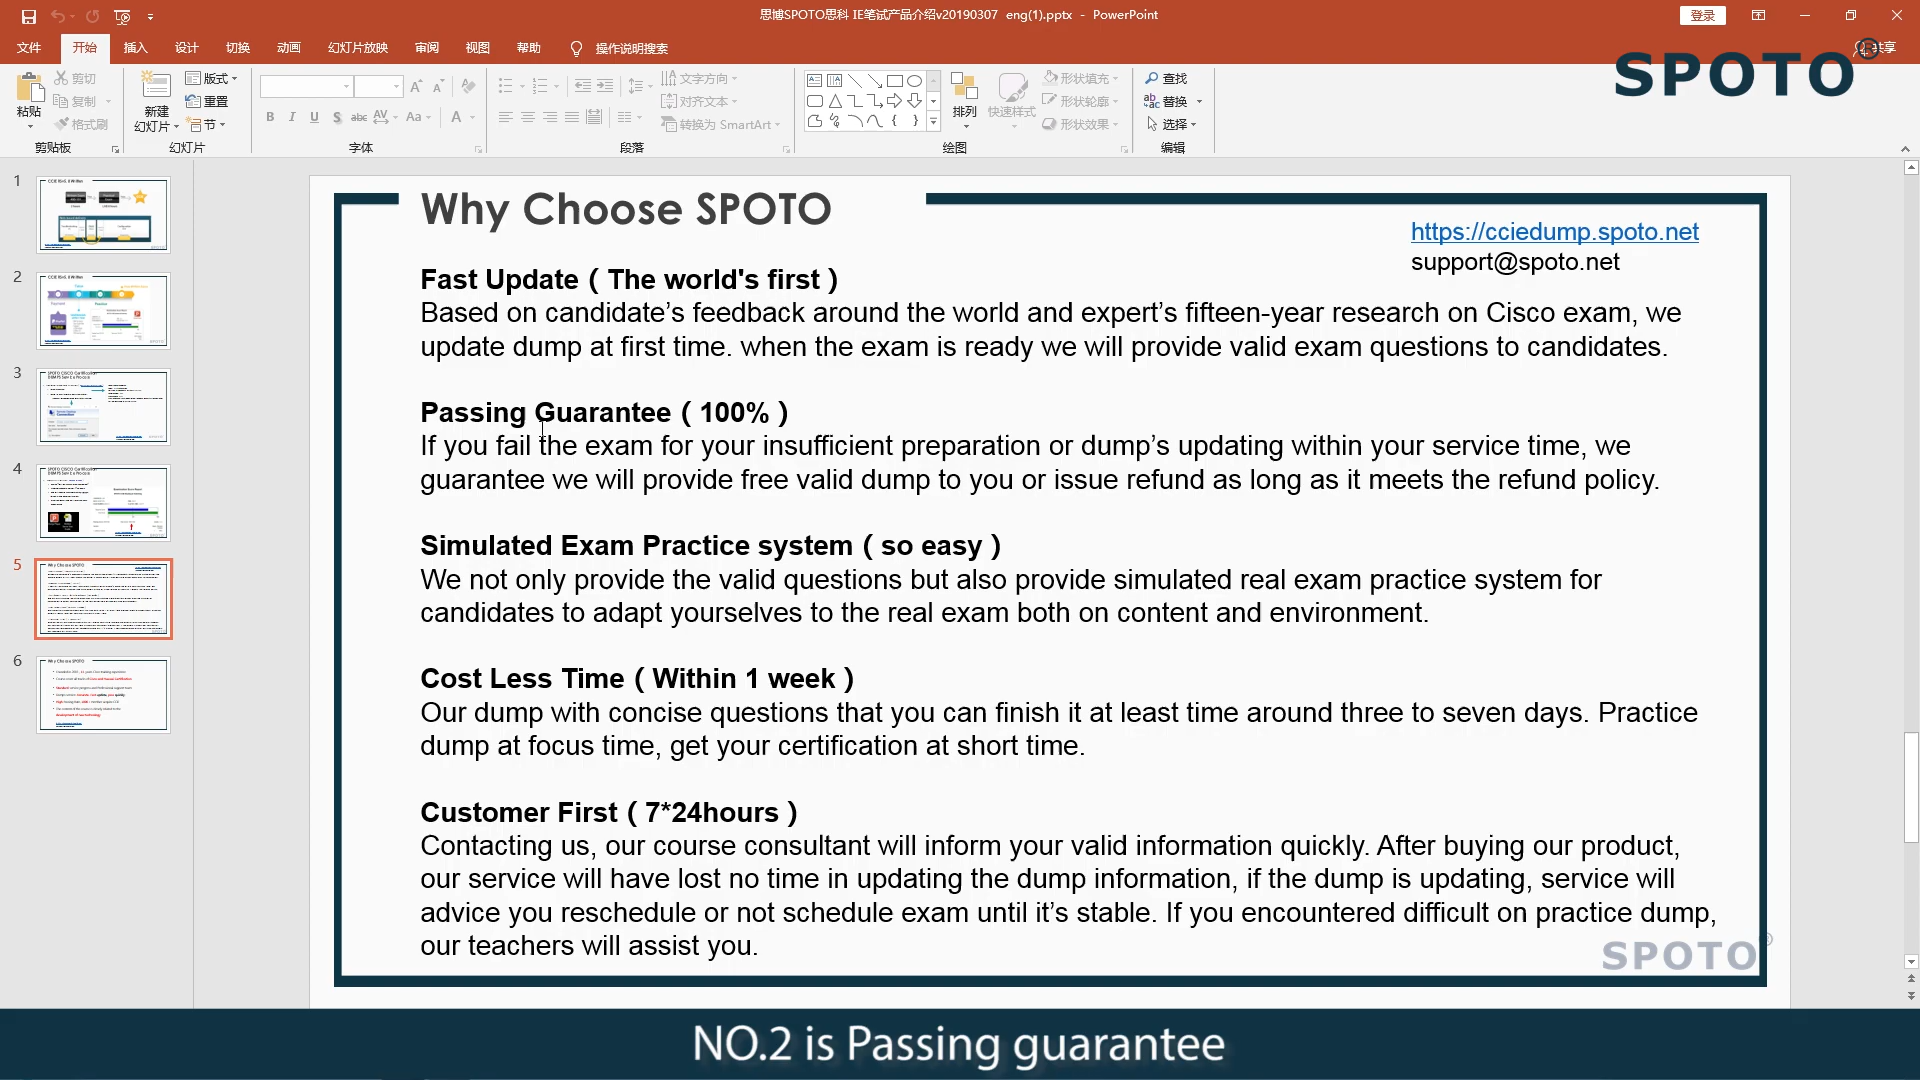 思博SPOTO思科 IE笔试产品介绍v20190307 eng(1).pptx - PowerPoint
登录
文件 开始 插入 设计 切换 动画 幻灯片放映 审阅 视图 帮助 操作说明搜索
共享
SPOTO
粘贴
剪切
复制
格式刷
剪贴板
新建
幻灯片
版式
重置
节
幻灯片
B I U S abc AV Aa A
字体
文字方向
对齐文本
转换为 SmartArt
段落
排列
快速样式
形状填充
形状轮廓
形状效果
绘图
查找
替换
选择
编辑
1
2
3
4
5
6
Why Choose SPOTO
https://cciedump.spoto.net
support@spoto.net
Fast Update ( The world's first )
Based on candidate’s feedback around the world and expert’s fifteen-year research on Cisco exam, we
update dump at first time. when the exam is ready we will provide valid exam questions to candidates.
Passing Guarantee ( 100% )
If you fail the exam for your insufficient preparation or dump’s updating within your service time, we
guarantee we will provide free valid dump to you or issue refund as long as it meets the refund policy.
Simulated Exam Practice system ( so easy )
We not only provide the valid questions but also provide simulated real exam practice system for
candidates to adapt yourselves to the real exam both on content and environment.
Cost Less Time ( Within 1 week )
Our dump with concise questions that you can finish it at least time around three to seven days. Practice
dump at focus time, get your certification at short time.
Customer First ( 7*24hours )
Contacting us, our course consultant will inform your valid information quickly. After buying our product,
our service will have lost no time in updating the dump information, if the dump is updating, service will
advice you reschedule or not schedule exam until it’s stable. If you encountered difficult on practice dump,
our teachers will assist you.
SPOTO
NO.2 is Passing guarantee